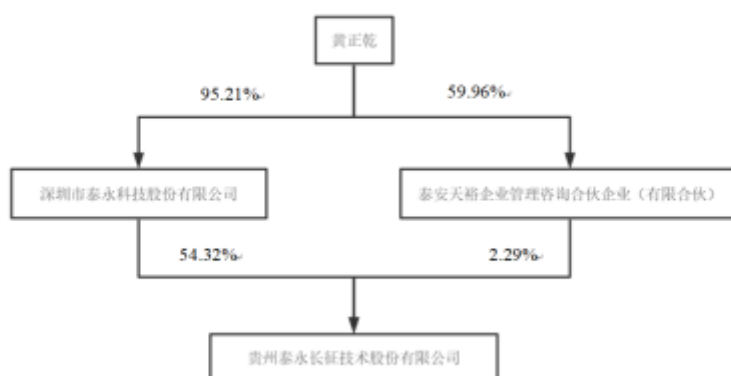 黄正乾
95.21%
59.96%
深圳市泰永科技股份有限公司
泰安天裕企业管理咨询合伙企业（有限合伙）
54.32%
2.29%
贵州泰永长征技术股份有限公司